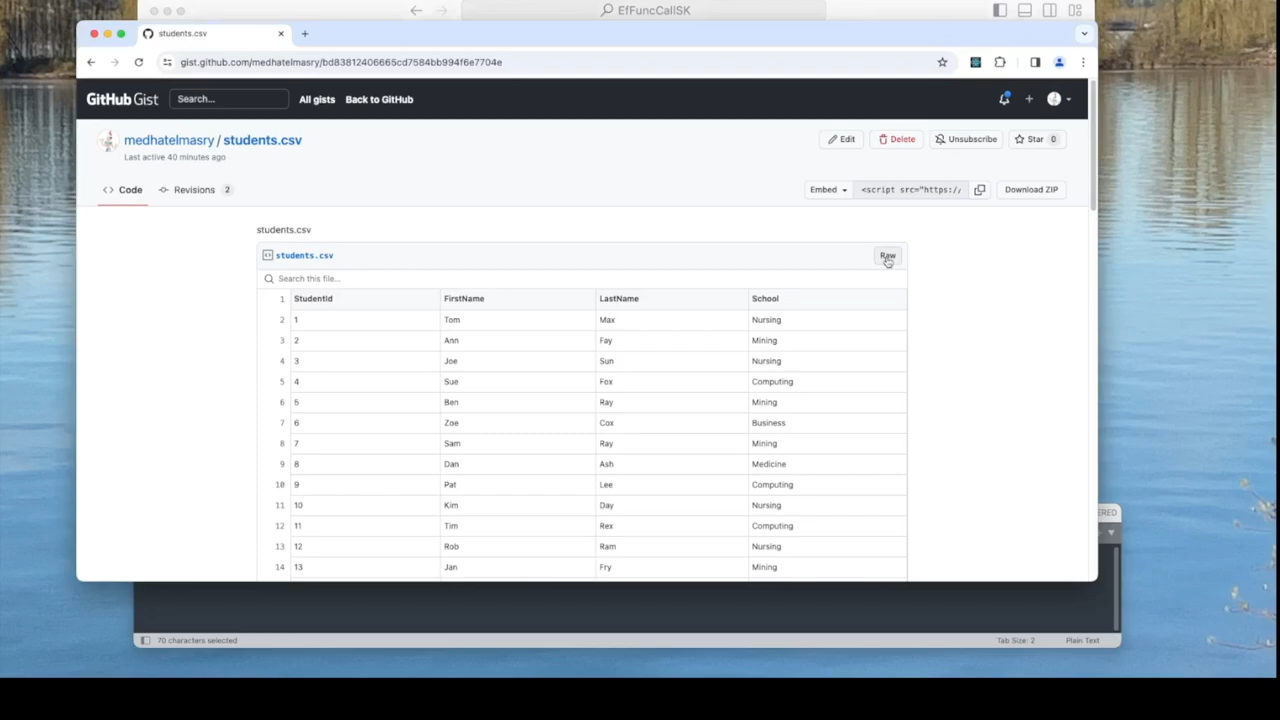 EfFuncCallSK
students.csv
gist.github.com/medhatelmasry/bd83812406665cd7584bb994f6e7704e
GitHub Gist Search... All gists Back to GitHub
medhatelmasry / students.csv Edit Delete Unsubscribe Star 0
Last active 40 minutes ago
Code Revisions 2 Embed <script src="https:// Download ZIP
students.csv
students.csv Raw
Search this file...
1 StudentId FirstName LastName School
2 1 Tom Max Nursing
3 2 Ann Fay Mining
4 3 Joe Sun Nursing
5 4 Sue Fox Computing
6 5 Ben Ray Mining
7 6 Zoe Cox Business
8 7 Sam Ray Mining
9 8 Dan Ash Medicine
10 9 Pat Lee Computing
11 10 Kim Day Nursing
ERED
12 11 Tim Rex Computing
13 12 Rob Ram Nursing
14 13 Jan Fry Mining
70 characters selected Tab Size: 2 Plain Text